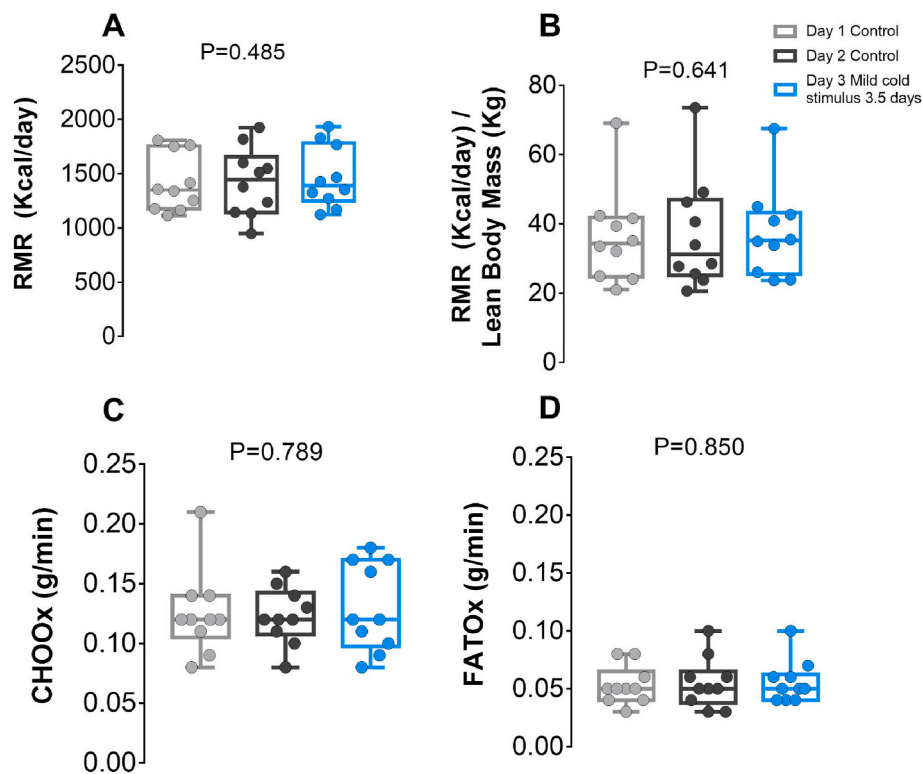 A
P=0.485
RMR (Kcal/day)
2500
2000
1500
1000
500
0
B
P=0.641
Day 1 Control
Day 2 Control
Day 3 Mild cold
stimulus 3.5 days
RMR (Kcal/day) /
Lean Body Mass (Kg)
80
60
40
20
0
C
P=0.789
CHOOx (g/min)
0.25
0.20
0.15
0.10
0.05
0.00
D
P=0.850
FATOx (g/min)
0.25
0.20
0.15
0.10
0.05
0.00